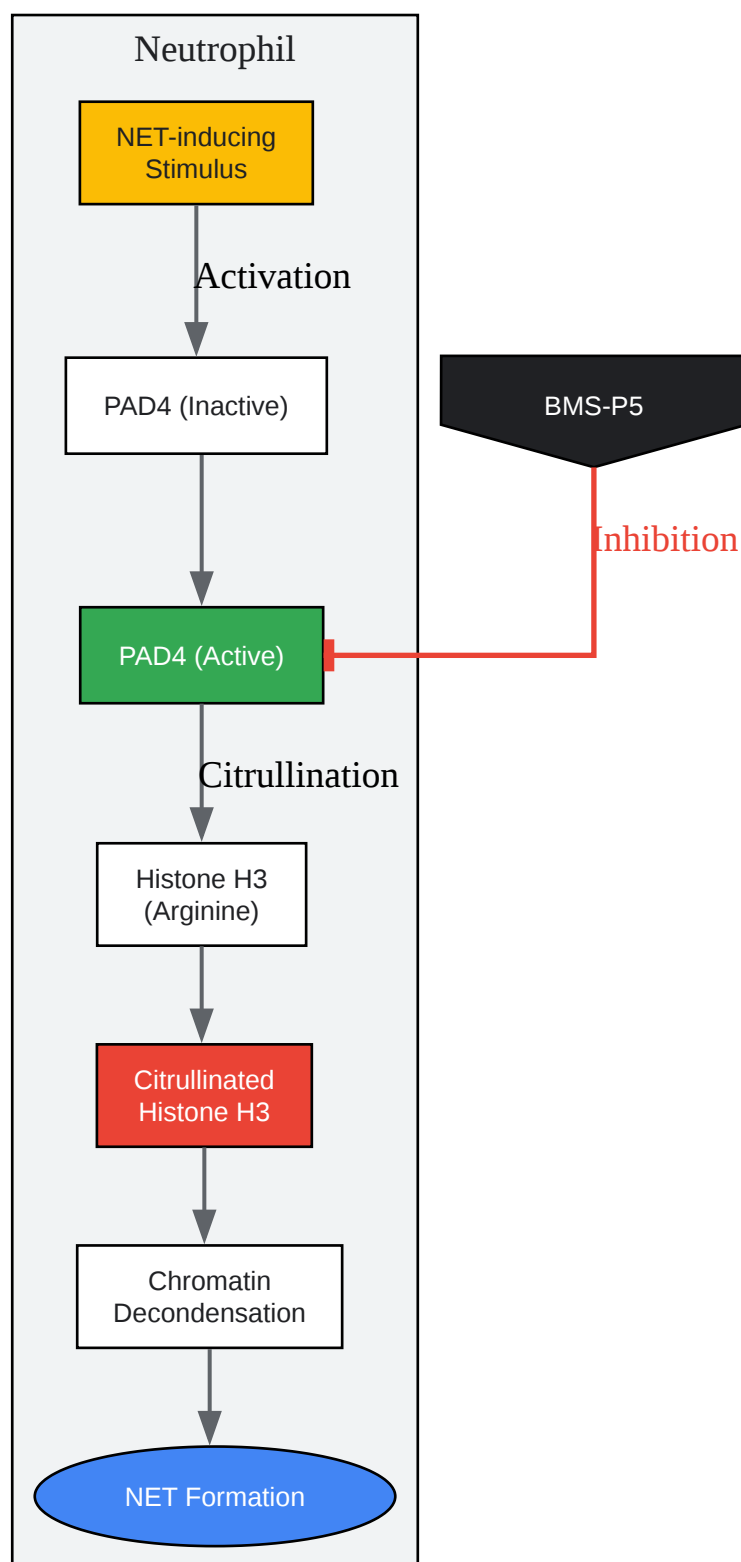 Neutrophil
NET-inducing
Stimulus
Activation
PAD4 (Inactive)
BMS-P5
Inhibition
PAD4 (Active)
Citrullination
Histone H3
(Arginine)
Citrullinated
Histone H3
Chromatin
Decondensation
NET Formation